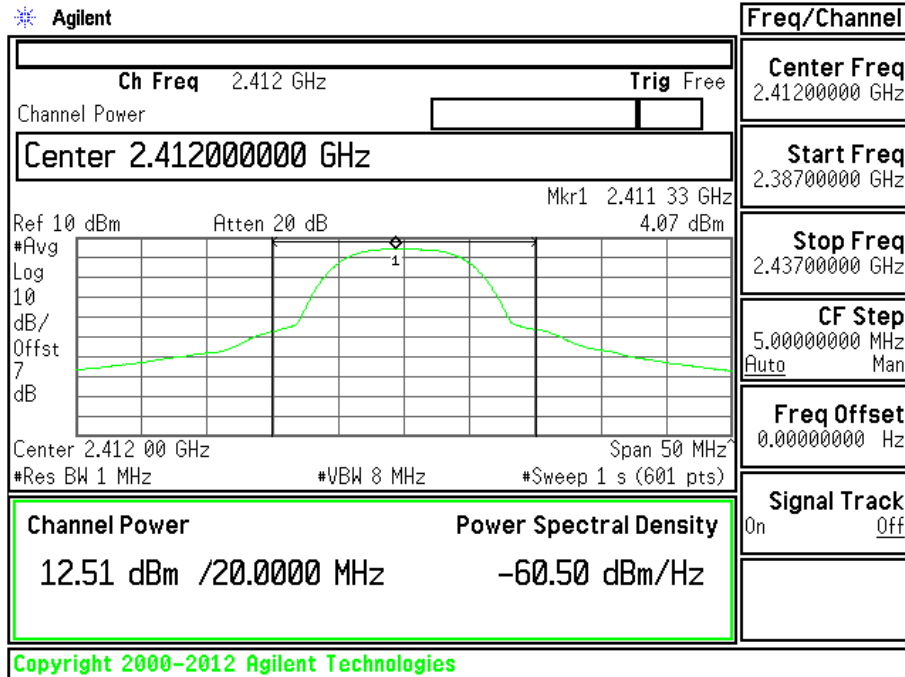 Agilent
Freq/Channel
Ch Freq 2.412 GHz Trig Free
Channel Power
Center 2.412000000 GHz
Mkr1 2.411 33 GHz
Ref 10 dBm Atten 20 dB 4.07 dBm
#Avg
Log
10
dB/
Offst
7
dB
1
Center 2.412 00 GHz Span 50 MHz^
#Res BW 1 MHz #VBW 8 MHz #Sweep 1 s (601 pts)
Channel Power Power Spectral Density
12.51 dBm /20.0000 MHz -60.50 dBm/Hz
Center Freq
2.41200000 GHz
Start Freq
2.38700000 GHz
Stop Freq
2.43700000 GHz
CF Step
5.00000000 MHz
Auto Man
Freq Offset
0.00000000 Hz
Signal Track
On Off
Copyright 2000-2012 Agilent Technologies